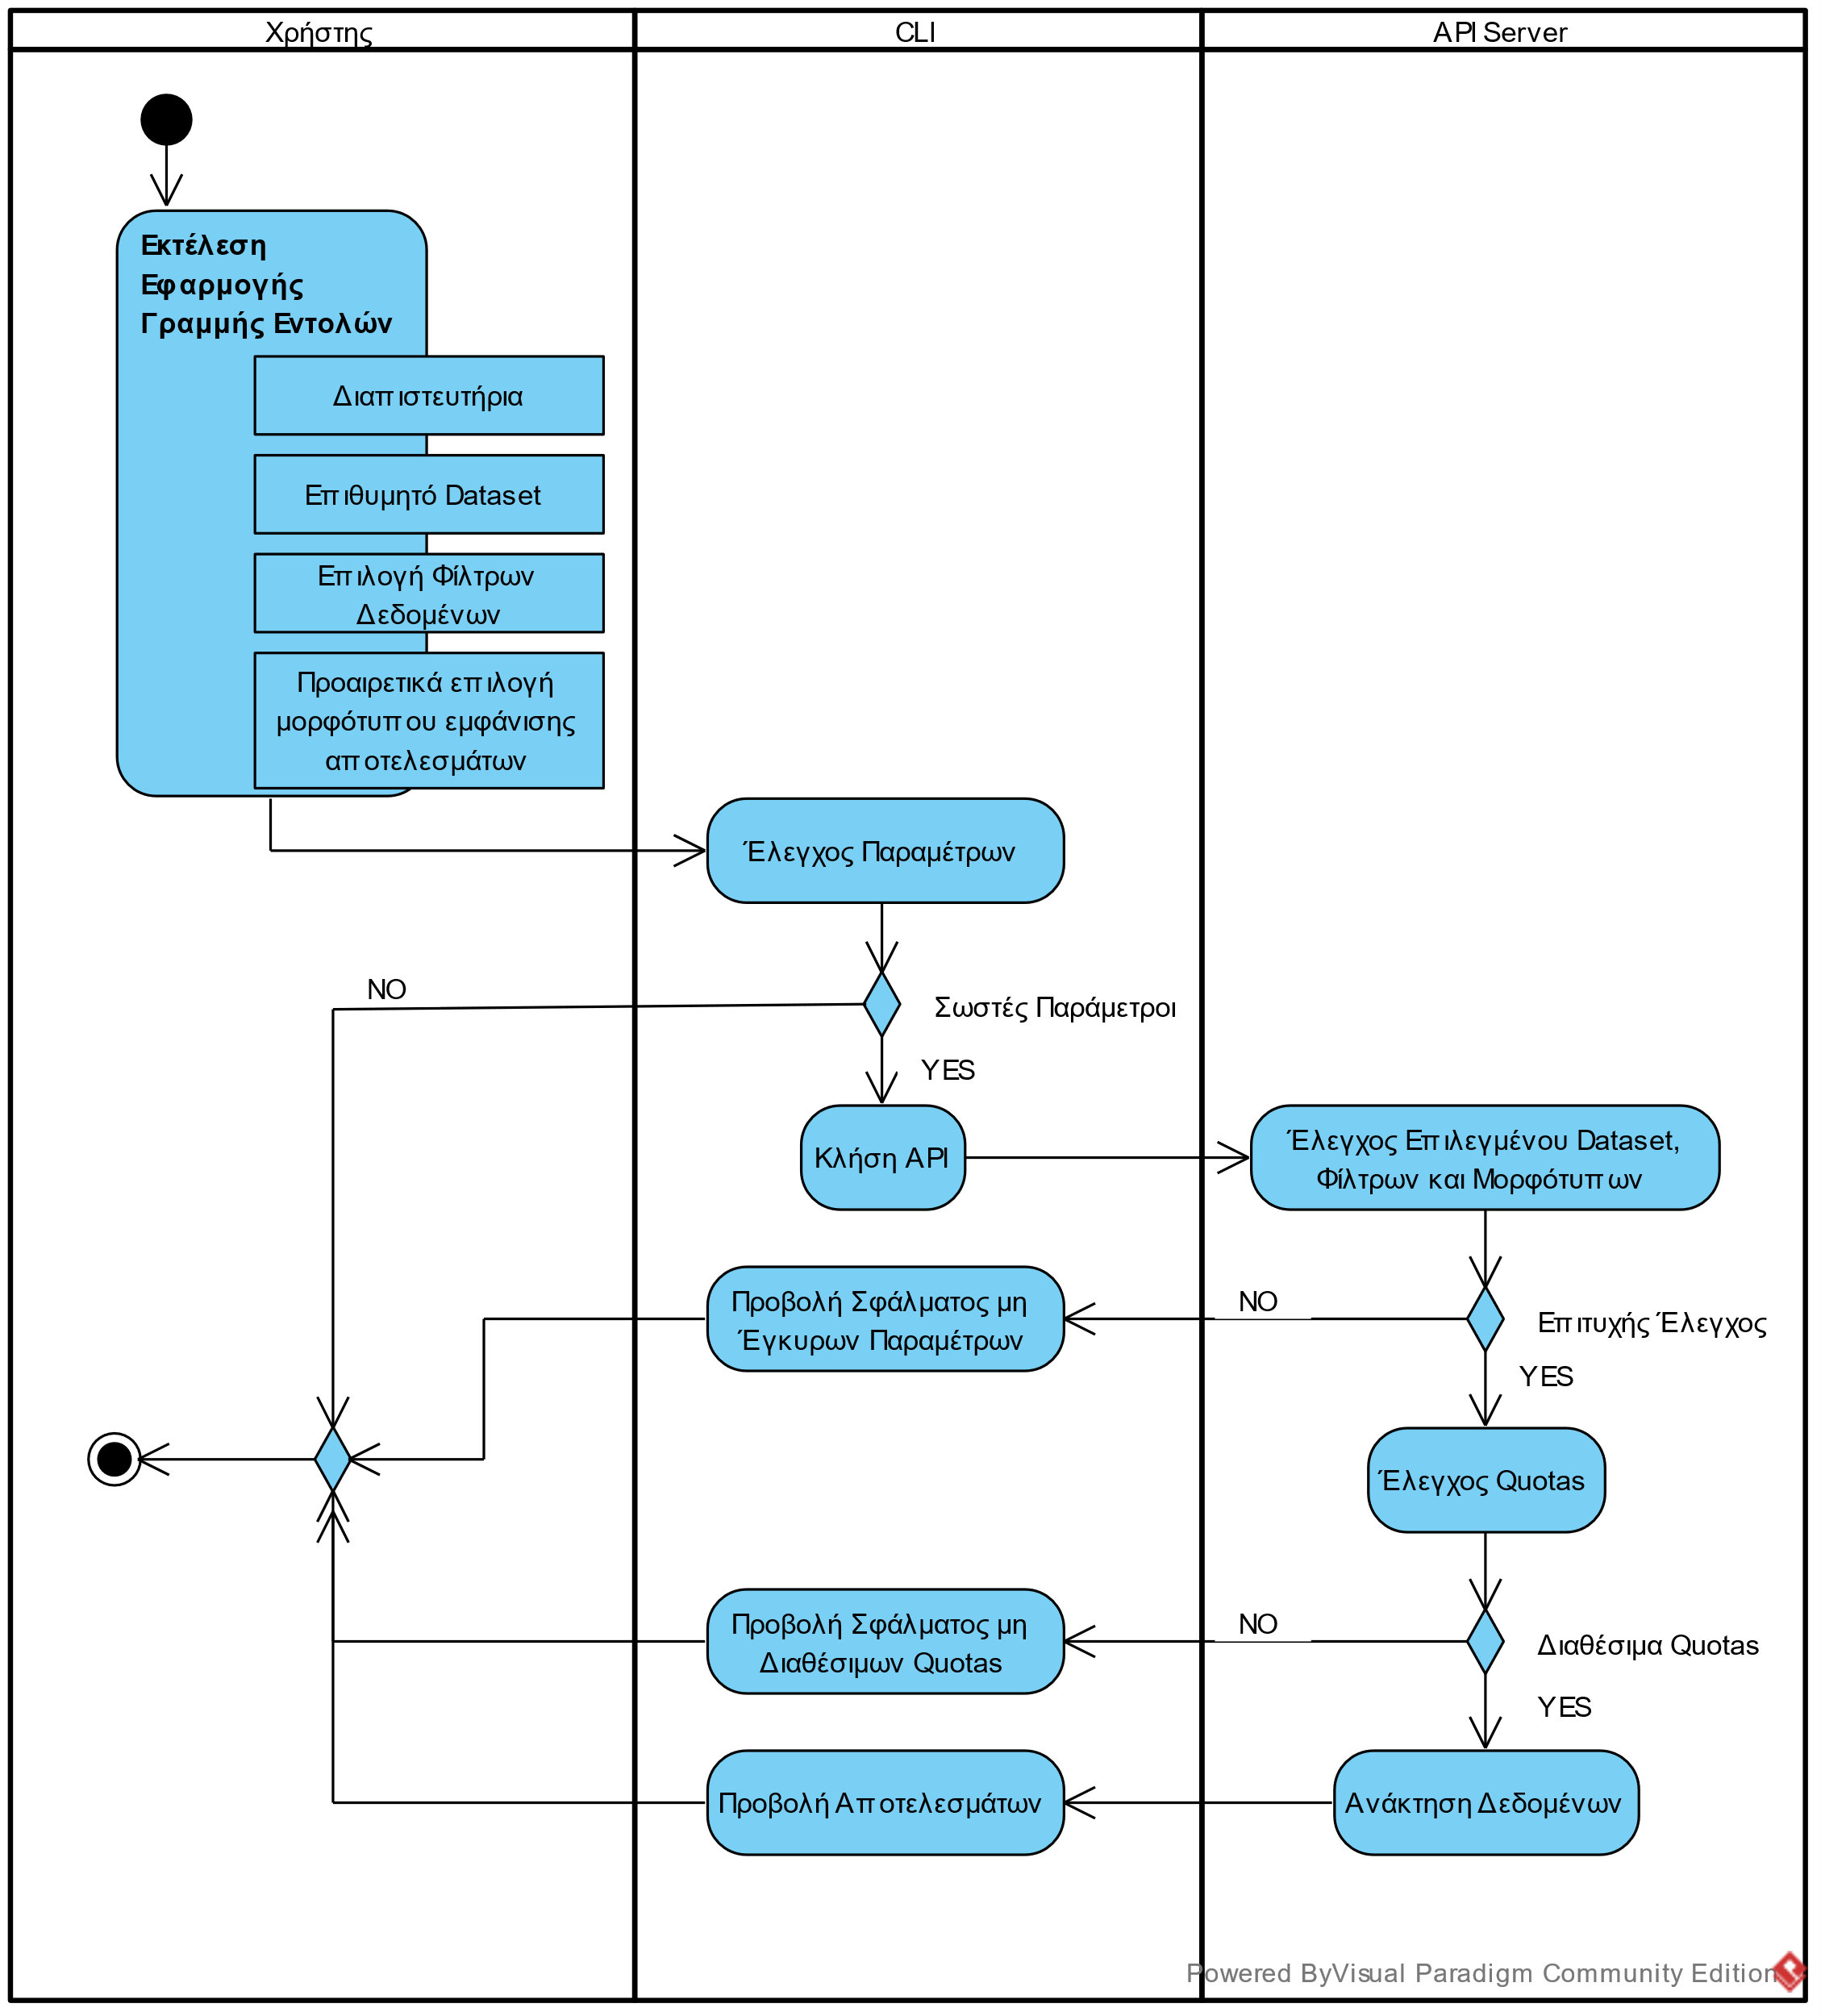 Χρήστης
CLI
API Server
Εκτέλεση
Εφαρμογής
Γραμμής Εντολών
Διαπιστευτήρια
Επιθυμητό Dataset
Επιλογή Φίλτρων
Δεδομένων
Προαιρετικά επιλογή
μορφότυπου εμφάνισης
αποτελεσμάτων
Έλεγχος Παραμέτρων
NO
Σωστές Παράμετροι
YES
Κλήση API
Έλεγχος Επιλεγμένου Dataset,
Φίλτρων και Μορφότυπων
Προβολή Σφάλματος μη
Έγκυρων Παραμέτρων
NO
Επιτυχής Έλεγχος
YES
Έλεγχος Quotas
Προβολή Σφάλματος μη
Διαθέσιμων Quotas
NO
Διαθέσιμα Quotas
YES
Προβολή Αποτελεσμάτων
Ανάκτηση Δεδομένων
Powered By Visual Paradigm Community Edition